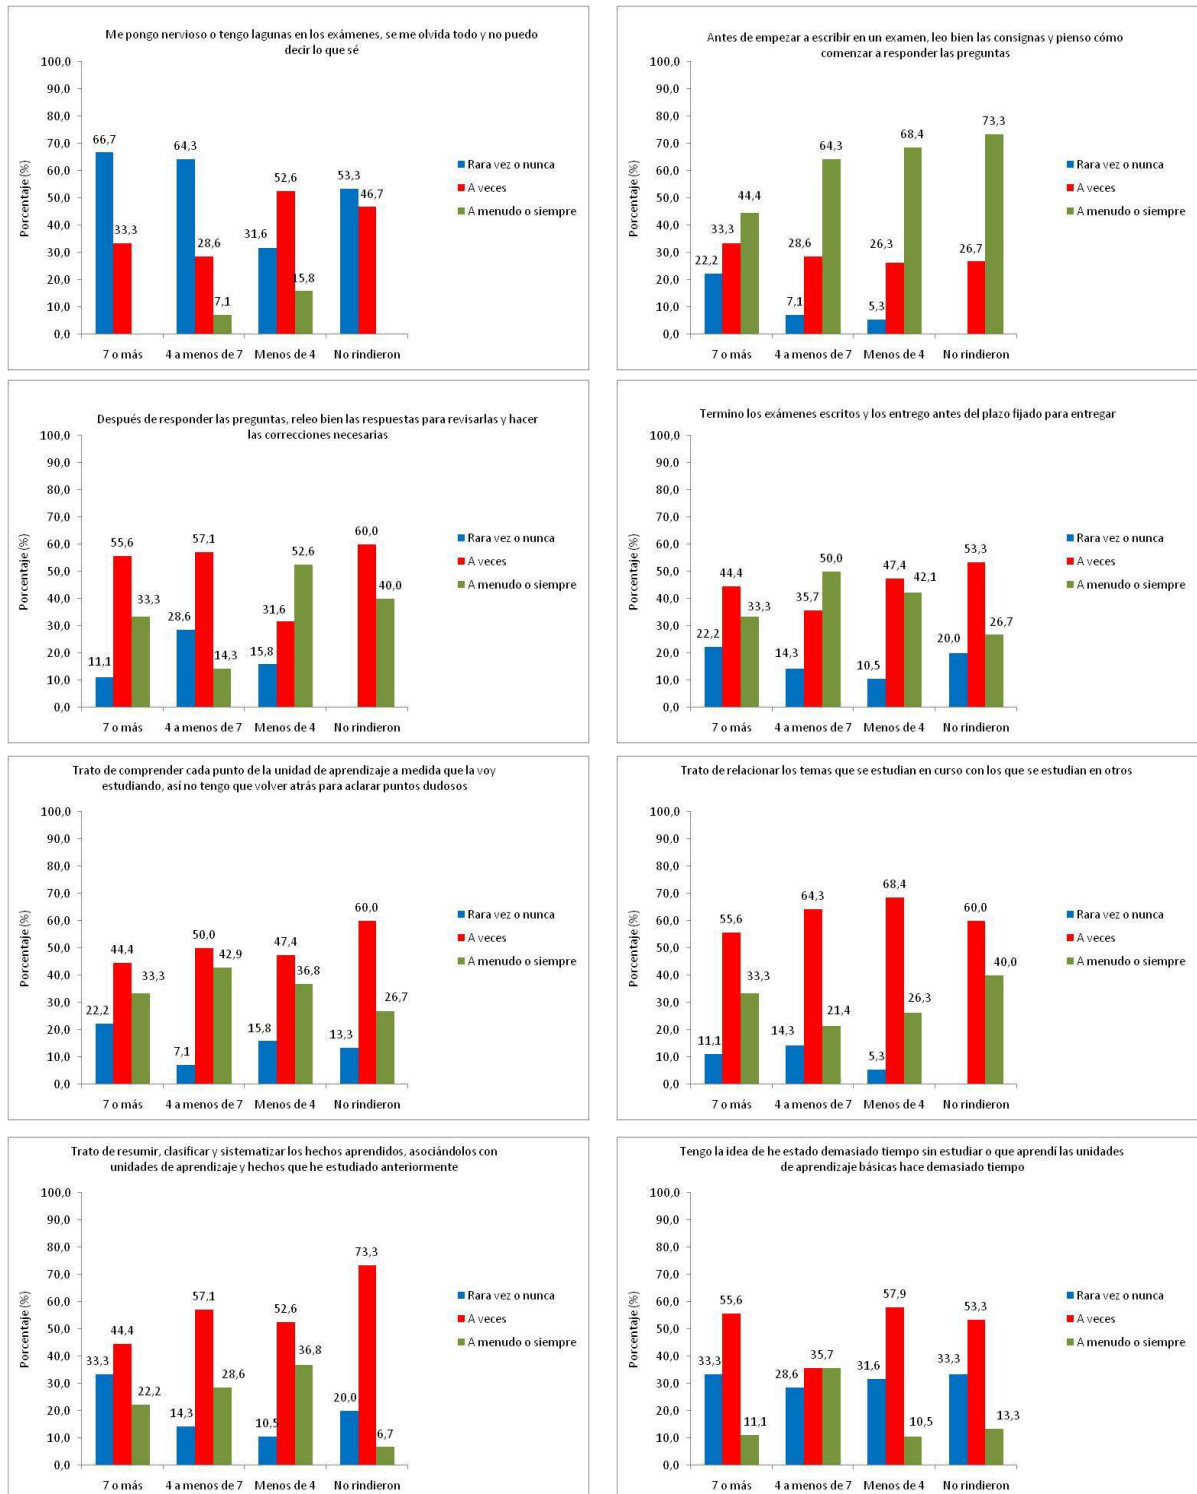 Me pongo nervioso o tengo lagunas en los exámenes, se me olvida todo y no puedo
decir lo que sé
Porcentaje (%)
100,0
90,0
80,0
70,0
60,0
50,0
40,0
30,0
20,0
10,0
0,0
66,7
33,3
64,3
28,6
7,1
31,6
52,6
15,8
53,3
46,7
7 o más
4 a menos de 7
Menos de 4
No rindieron
Rara vez o nunca
A veces
A menudo o siempre
Antes de empezar a escribir en un examen, leo bien las consignas y pienso cómo
comenzar a responder las preguntas
Porcentaje (%)
100,0
90,0
80,0
70,0
60,0
50,0
40,0
30,0
20,0
10,0
0,0
22,2
33,3
44,4
7,1
28,6
64,3
5,3
26,3
68,4
26,7
73,3
7 o más
4 a menos de 7
Menos de 4
No rindieron
Rara vez o nunca
A veces
A menudo o siempre
Después de responder las preguntas, releo bien las respuestas para revisarlas y hacer
las correcciones necesarias
Porcentaje (%)
100,0
90,0
80,0
70,0
60,0
50,0
40,0
30,0
20,0
10,0
0,0
11,1
55,6
33,3
28,6
57,1
14,3
15,8
31,6
52,6
60,0
40,0
7 o más
4 a menos de 7
Menos de 4
No rindieron
Rara vez o nunca
A veces
A menudo o siempre
Termino los exámenes escritos y los entrego antes del plazo fijado para entregar
Porcentaje (%)
100,0
90,0
80,0
70,0
60,0
50,0
40,0
30,0
20,0
10,0
0,0
22,2
44,4
33,3
14,3
35,7
50,0
10,5
47,4
42,1
20,0
53,3
26,7
7 o más
4 a menos de 7
Menos de 4
No rindieron
Rara vez o nunca
A veces
A menudo o siempre
Trato de comprender cada punto de la unidad de aprendizaje a medida que la voy
estudiando, así no tengo que volver atrás para aclarar puntos dudosos
Porcentaje (%)
100,0
90,0
80,0
70,0
60,0
50,0
40,0
30,0
20,0
10,0
0,0
22,2
44,4
33,3
7,1
50,0
42,9
15,8
47,4
36,8
13,3
60,0
26,7
7 o más
4 a menos de 7
Menos de 4
No rindieron
Rara vez o nunca
A veces
A menudo o siempre
Trato de relacionar los temas que se estudian en curso con los que se estudian en otros
Porcentaje (%)
100,0
90,0
80,0
70,0
60,0
50,0
40,0
30,0
20,0
10,0
0,0
11,1
55,6
33,3
14,3
64,3
21,4
5,3
68,4
26,3
60,0
40,0
7 o más
4 a menos de 7
Menos de 4
No rindieron
Rara vez o nunca
A veces
A menudo o siempre
Trato de resumir, clasificar y sistematizar los hechos aprendidos, asociándolos con
unidades de aprendizaje y hechos que he estudiado anteriormente
Porcentaje (%)
100,0
90,0
80,0
70,0
60,0
50,0
40,0
30,0
20,0
10,0
0,0
33,3
44,4
22,2
14,3
57,1
28,6
10,5
52,6
36,8
20,0
73,3
6,7
7 o más
4 a menos de 7
Menos de 4
No rindieron
Rara vez o nunca
A veces
A menudo o siempre
Tengo la idea de he estado demasiado tiempo sin estudiar o que aprendí las unidades
de aprendizaje básicas hace demasiado tiempo
Porcentaje (%)
100,0
90,0
80,0
70,0
60,0
50,0
40,0
30,0
20,0
10,0
0,0
33,3
55,6
11,1
28,6
35,7
31,6
57,9
10,5
33,3
53,3
13,3
7 o más
4 a menos de 7
Menos de 4
No rindieron
Rara vez o nunca
A veces
A menudo o siempre